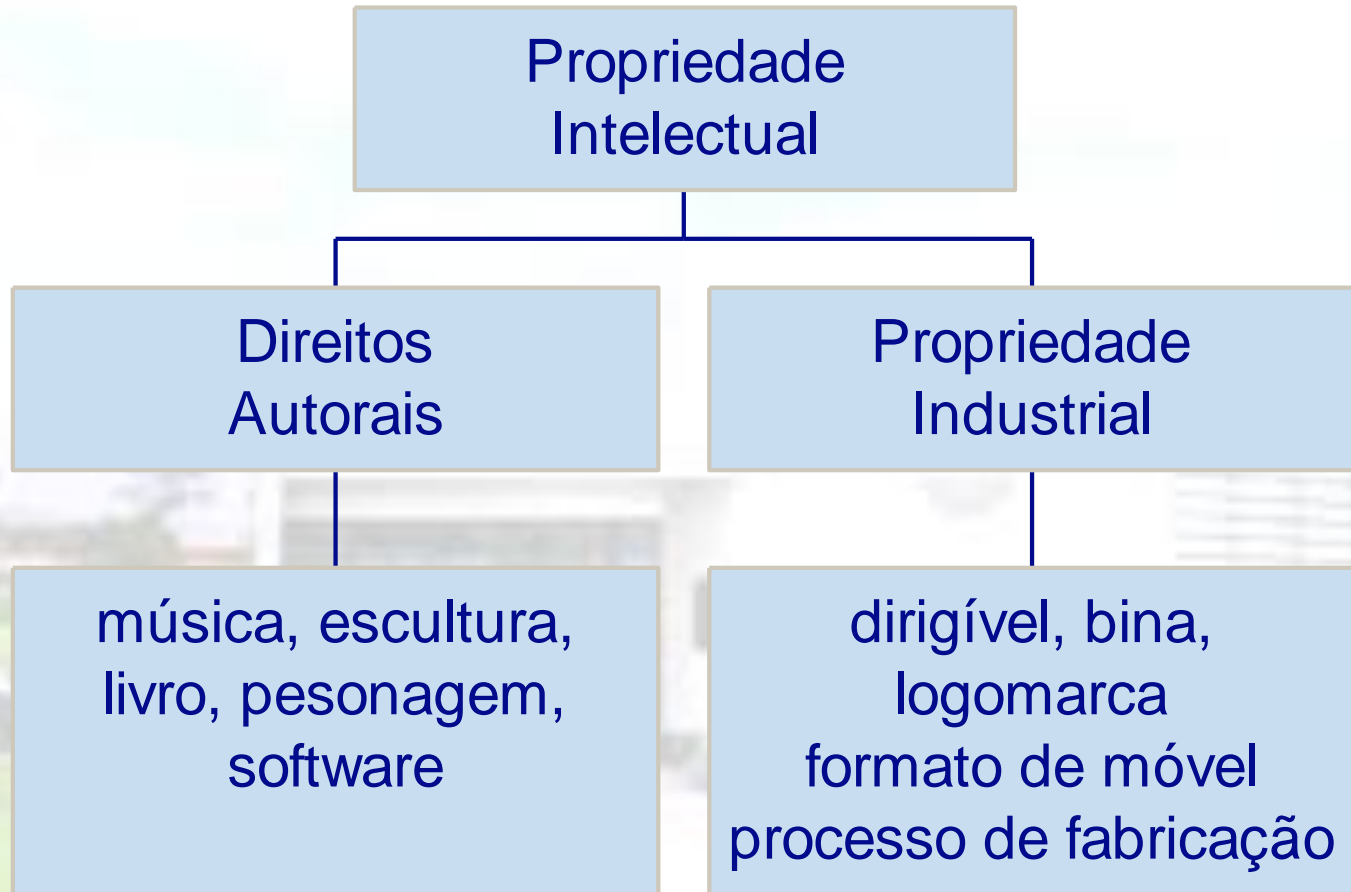 Propriedade
Intelectual
Direitos
Autorais
Propriedade
Industrial
música, escultura,
livro, pesonagem,
software
dirigível, bina,
logomarca
formato de móvel
processo de fabricação